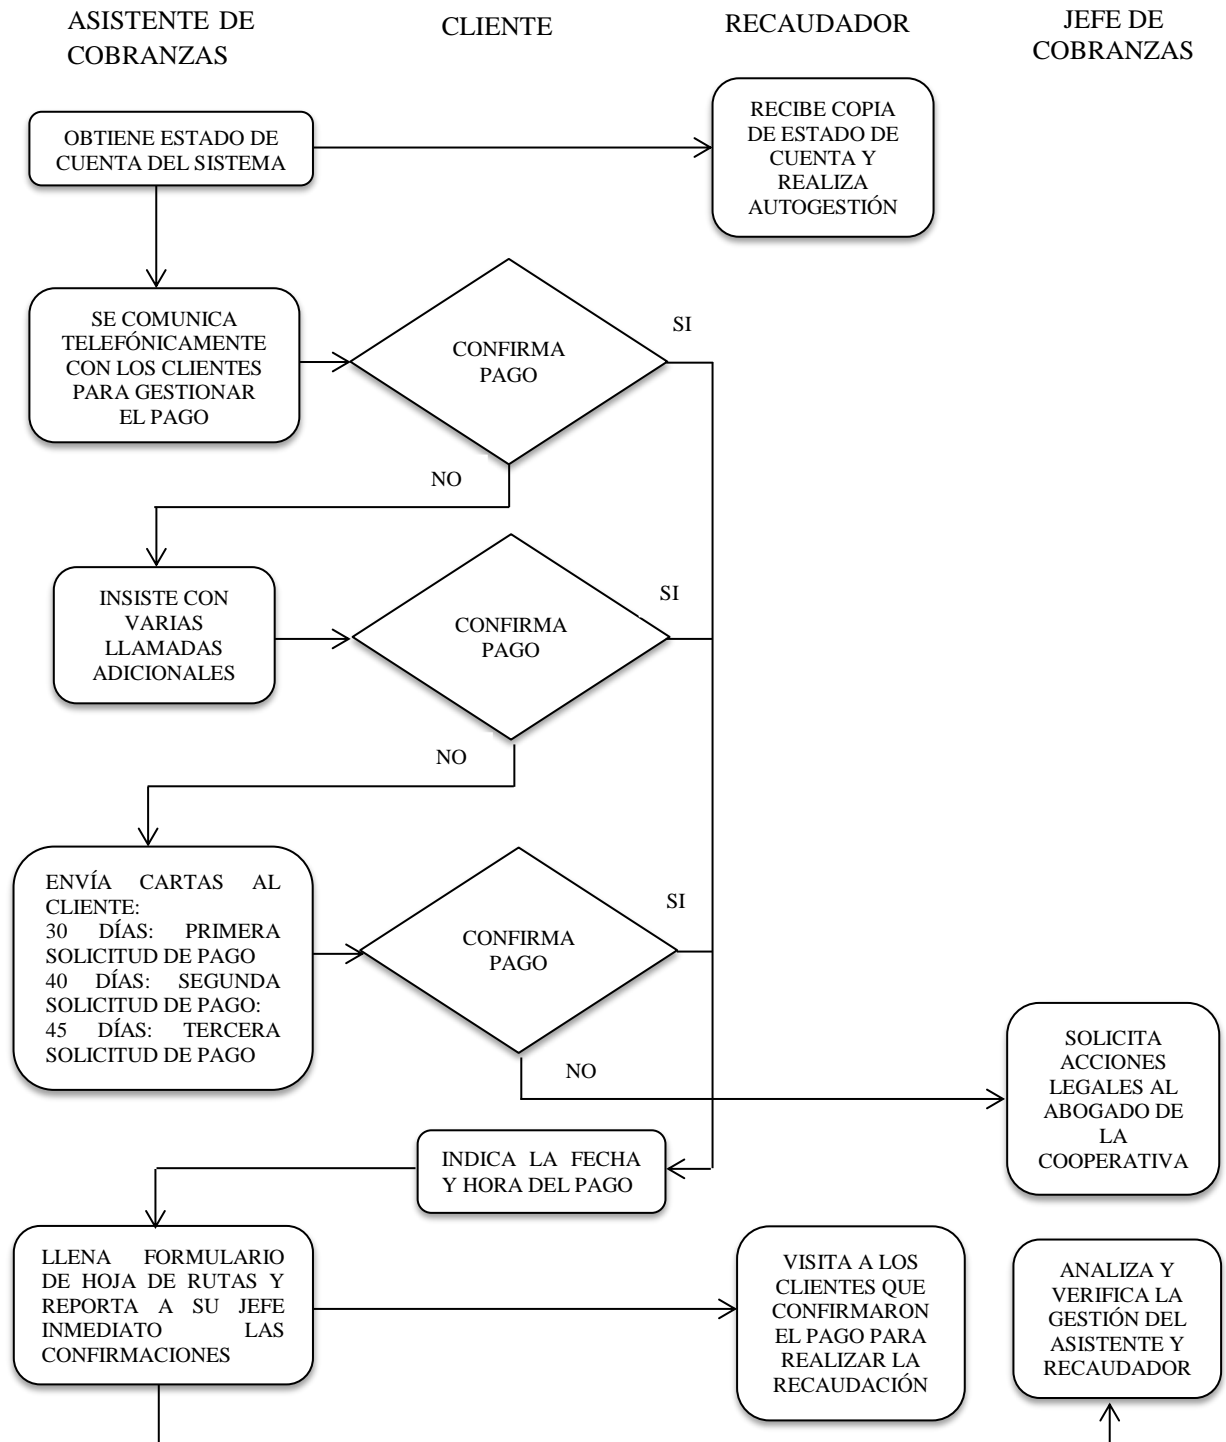 ASISTENTE DE
COBRANZAS
CLIENTE
RECAUDADOR
JEFE DE
COBRANZAS
OBTIENE ESTADO DE
CUENTA DEL SISTEMA
RECIBE COPIA
DE ESTADO DE
CUENTA Y
REALIZA
AUTOGESTIÓN
SE COMUNICA
TELEFÓNICAMENTE
CON LOS CLIENTES
PARA GESTIONAR
EL PAGO
CONFIRMA
PAGO
SI
NO
INSISTE CON
VARIAS
LLAMADAS
ADICIONALES
CONFIRMA
PAGO
SI
NO
ENVÍA CARTAS AL
CLIENTE:
30 DÍAS: PRIMERA
SOLICITUD DE PAGO
40 DÍAS: SEGUNDA
SOLICITUD DE PAGO:
45 DÍAS: TERCERA
SOLICITUD DE PAGO
CONFIRMA
PAGO
SI
NO
SOLICITA
ACCIONES
LEGALES AL
ABOGADO DE
LA
COOPERATIVA
INDICA LA FECHA
Y HORA DEL PAGO
LLENA FORMULARIO
DE HOJA DE RUTAS Y
REPORTA A SU JEFE
INMEDIATO LAS
CONFIRMACIONES
VISITA A LOS
CLIENTES QUE
CONFIRMARON
EL PAGO PARA
REALIZAR LA
RECAUDACIÓN
ANALIZA Y
VERIFICA LA
GESTIÓN DEL
ASISTENTE Y
RECAUDADOR